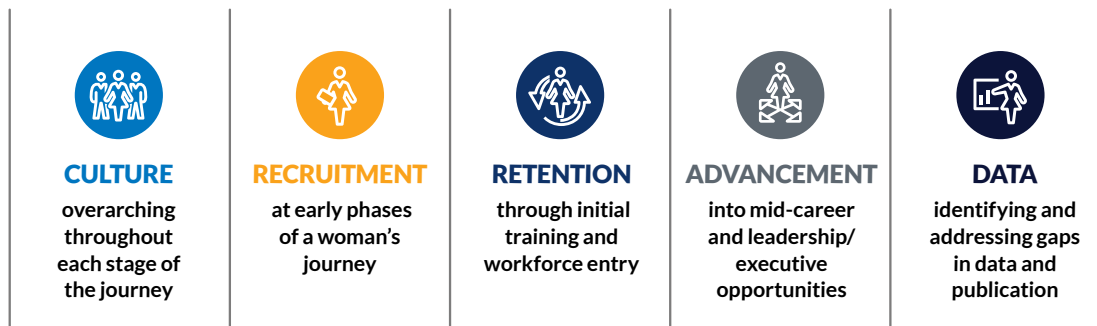 CULTURE
overarching
throughout
each stage of
the journey
RECRUITMENT
at early phases
of a woman’s
journey
RETENTION
through initial
training and
workforce entry
ADVANCEMENT
into mid-career
and leadership/
executive
opportunities
DATA
identifying and
addressing gaps
in data and
publication